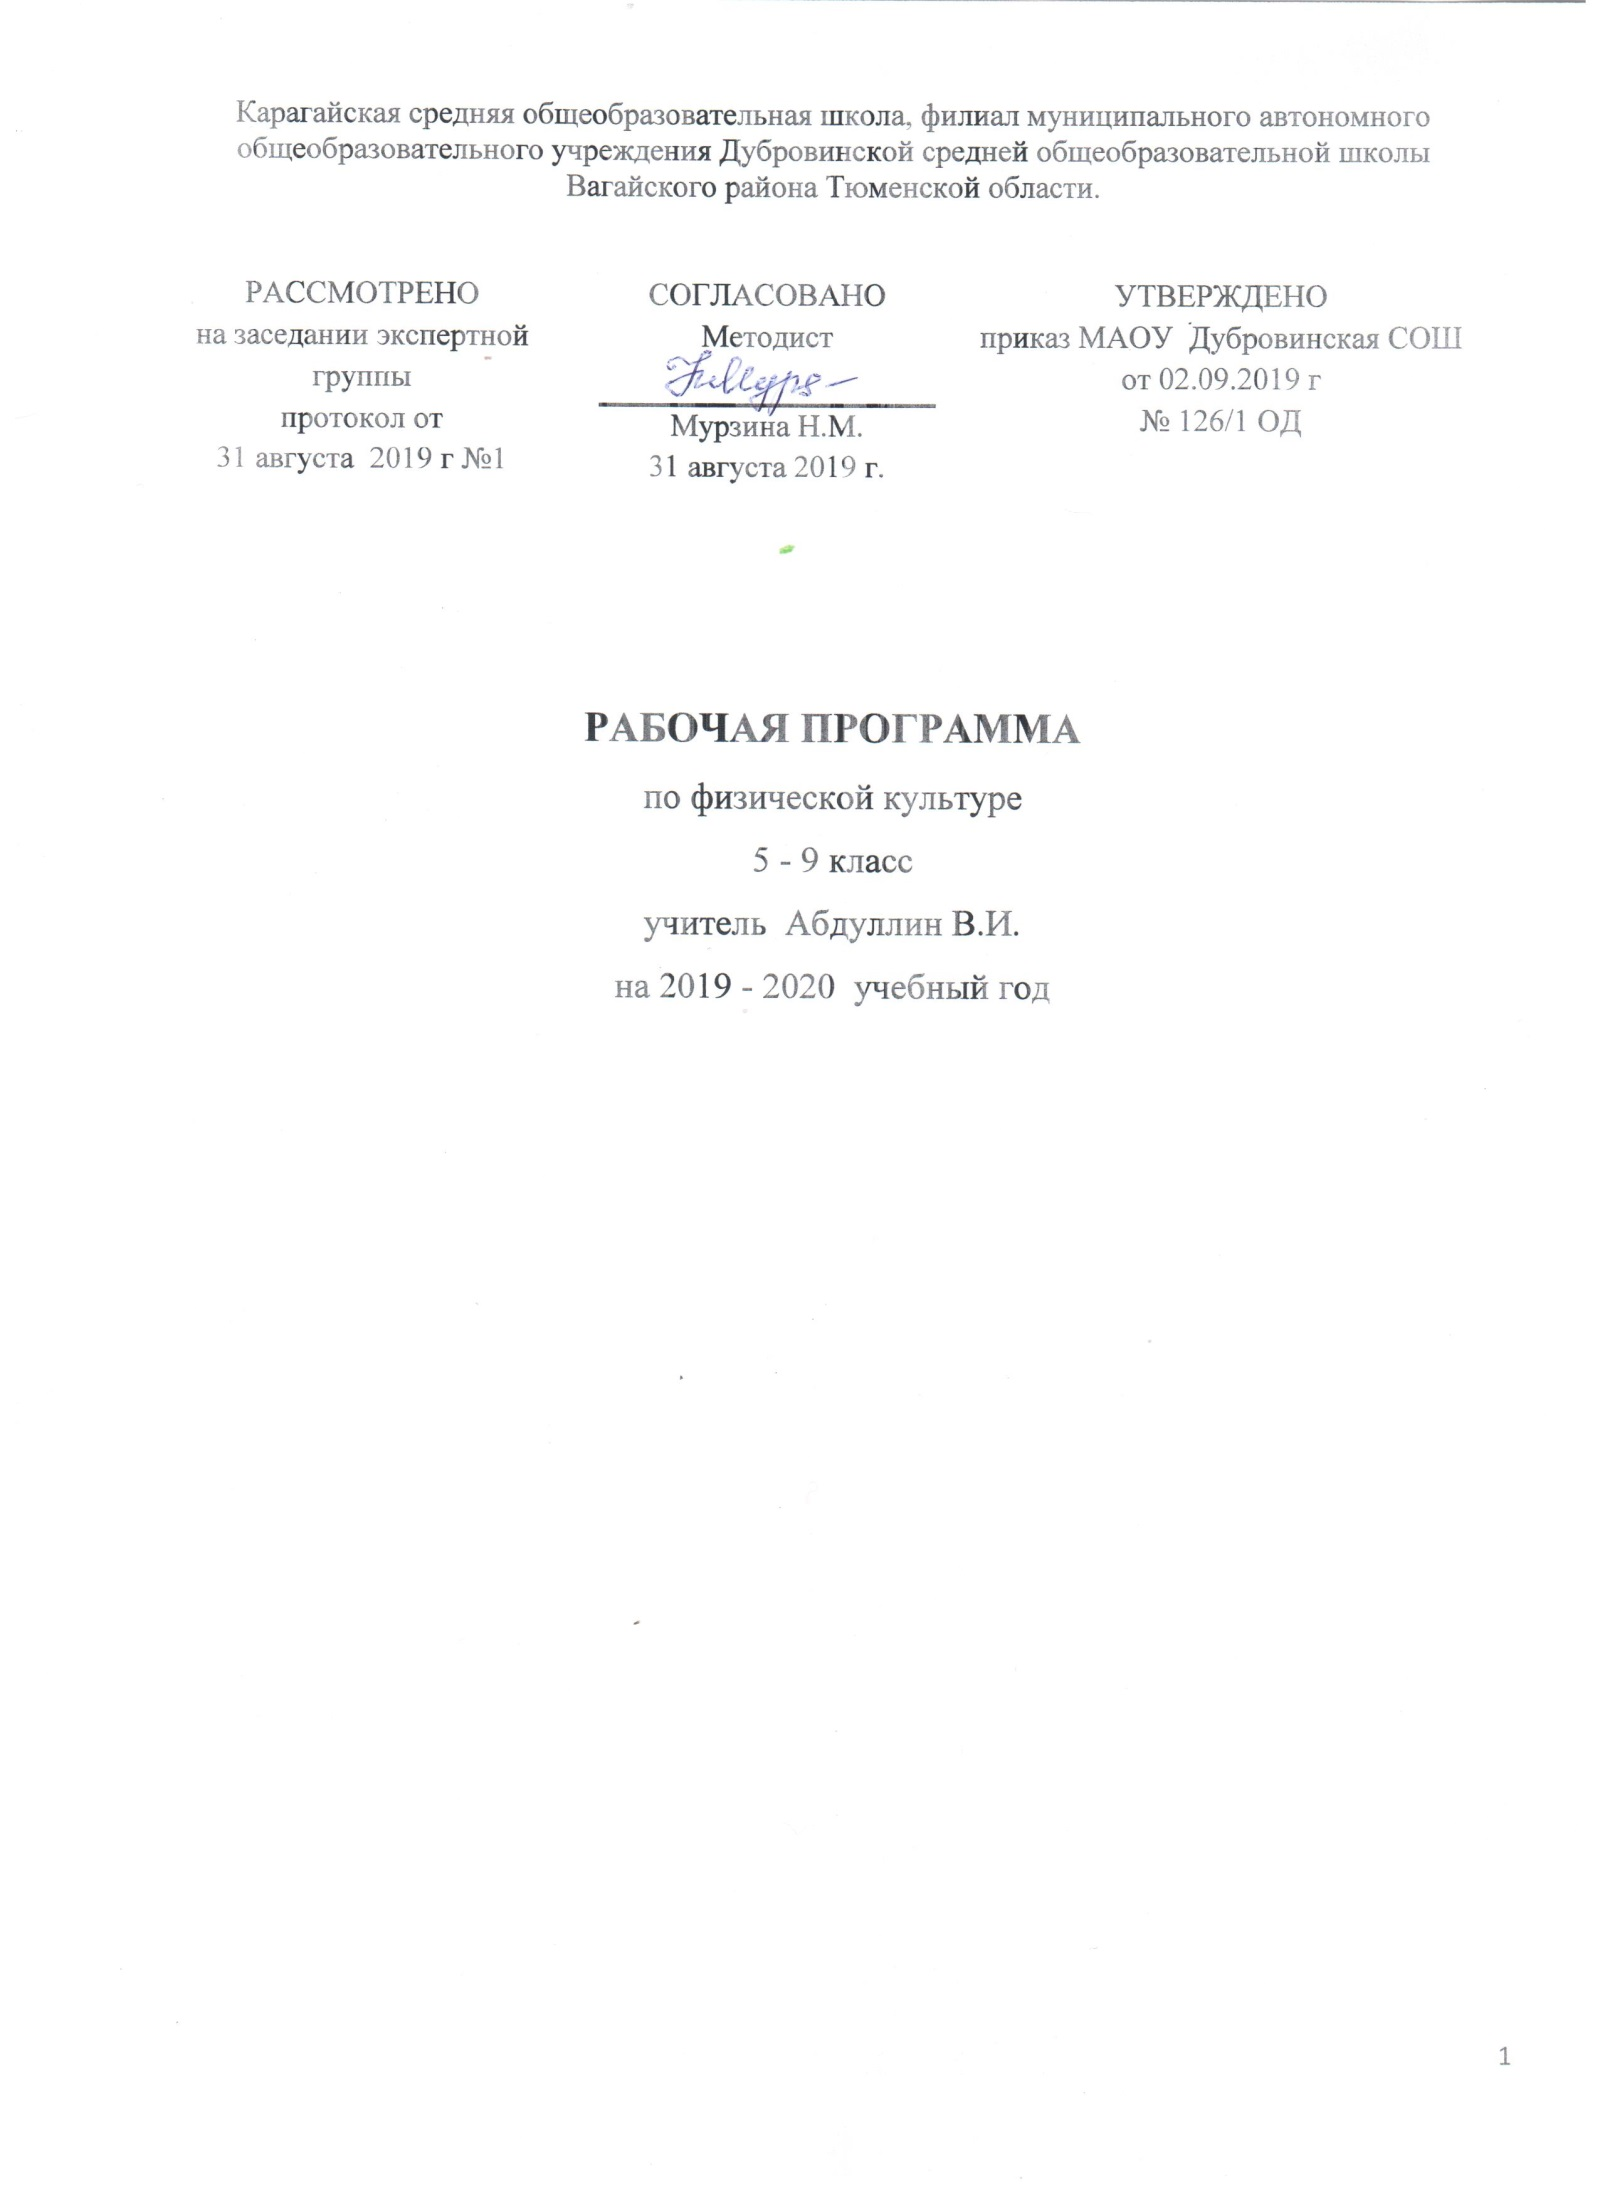 Карагайская средняя общеобразовательная школа, филиал муниципального автономного
общеобразовательного учреждения Дубровинской средней общеобразовательной школы
Вагайского района Тюменской области.
РАССМОТРЕНО
на заседании экспертной
группы
протокол от
31 августа 2019 г №1
СОГЛАСОВАНО
Методист
Мурзина Н.М.
31 августа 2019 г.
УТВЕРЖДЕНО
приказ МАОУ Дубровинская СОШ
от 02.09.2019 г
№ 126/1 ОД
РАБОЧАЯ ПРОГРАММА
по физической культуре
5 - 9 класс
учитель Абдуллин В.И.
на 2019 - 2020 учебный год
1